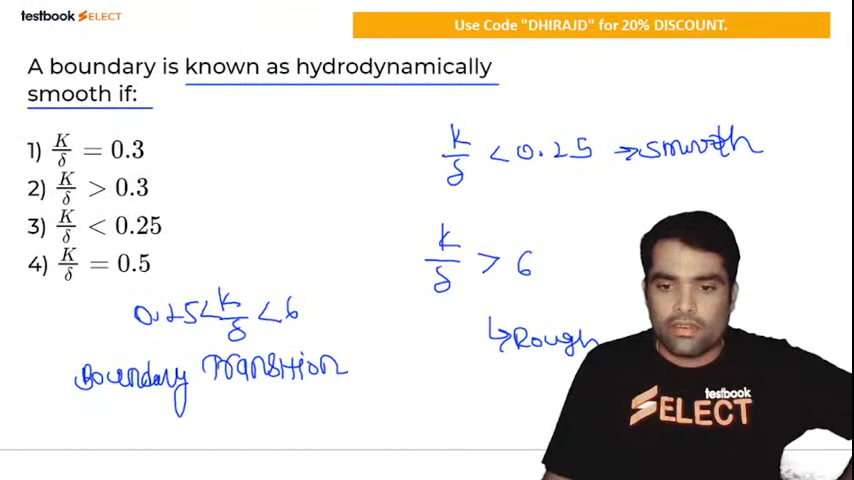 testbook SELECT
Use Code "DHIRAJD" for 20% DISCOUNT.
A boundary is known as hydrodynamically
smooth if:
1) K/δ = 0.3
2) K/δ > 0.3
3) K/δ < 0.25
4) K/δ = 0.5
K/δ < 0.25 → smooth
K/δ > 6
↳ Rough
0.25 < K/δ < 6
Boundary Transition
testbook
SELECT